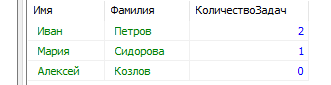 Имя Фамилия КоличествоЗадач
Иван Петров 2
Мария Сидорова 1
Алексей Козлов 0